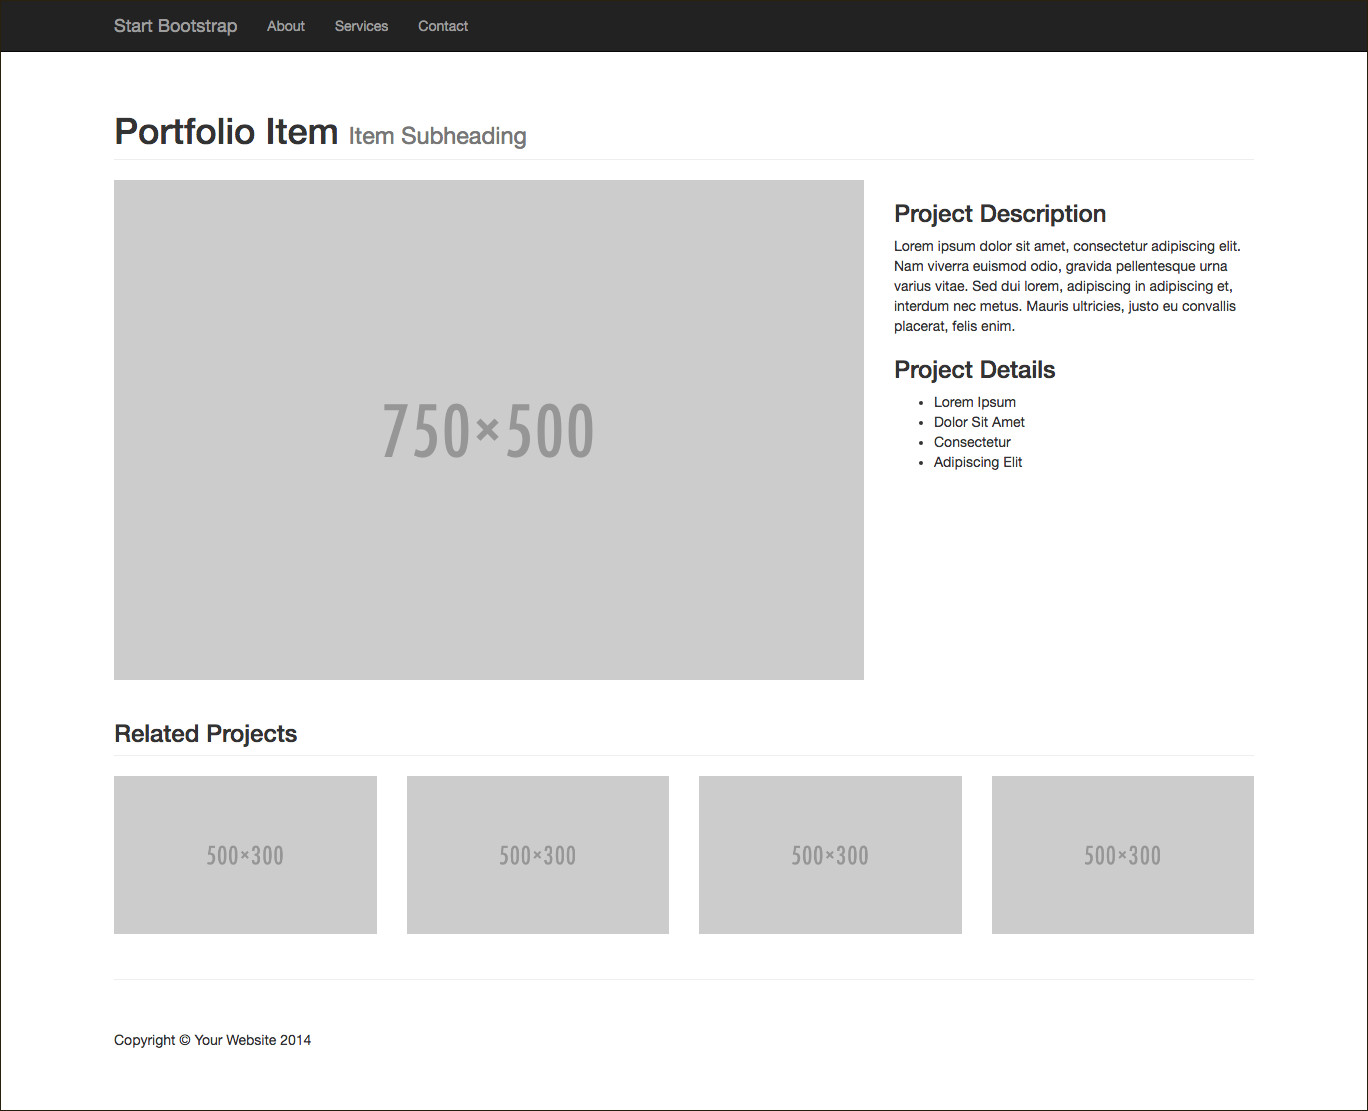 Start Bootstrap About Services Contact
Portfolio Item Item Subheading
750×500
Project Description
Lorem ipsum dolor sit amet, consectetur adipiscing elit.
Nam viverra euismod odio, gravida pellentesque urna
varius vitae. Sed dui lorem, adipiscing in adipiscing et,
interdum nec metus. Mauris ultricies, justo eu convallis
placerat, felis enim.
Project Details
• Lorem Ipsum
• Dolor Sit Amet
• Consectetur
• Adipiscing Elit
Related Projects
500×300 500×300 500×300 500×300
Copyright © Your Website 2014